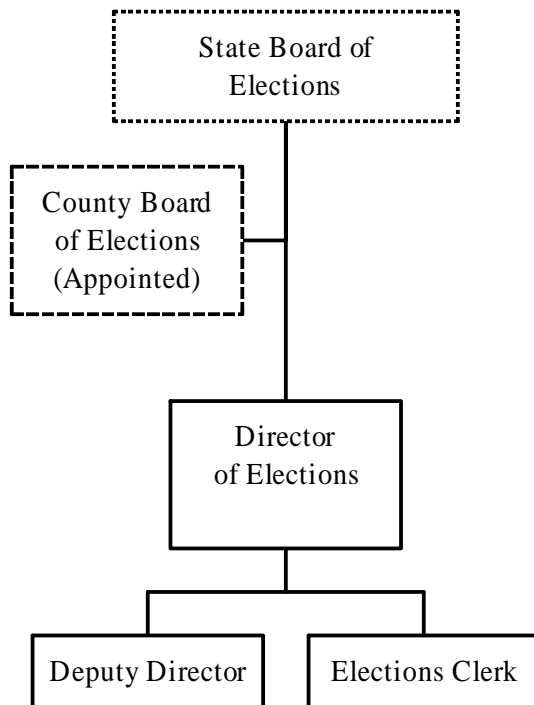 State Board of
Elections
County Board
of Elections
(Appointed)
Director
of Elections
Deputy Director
Elections Clerk